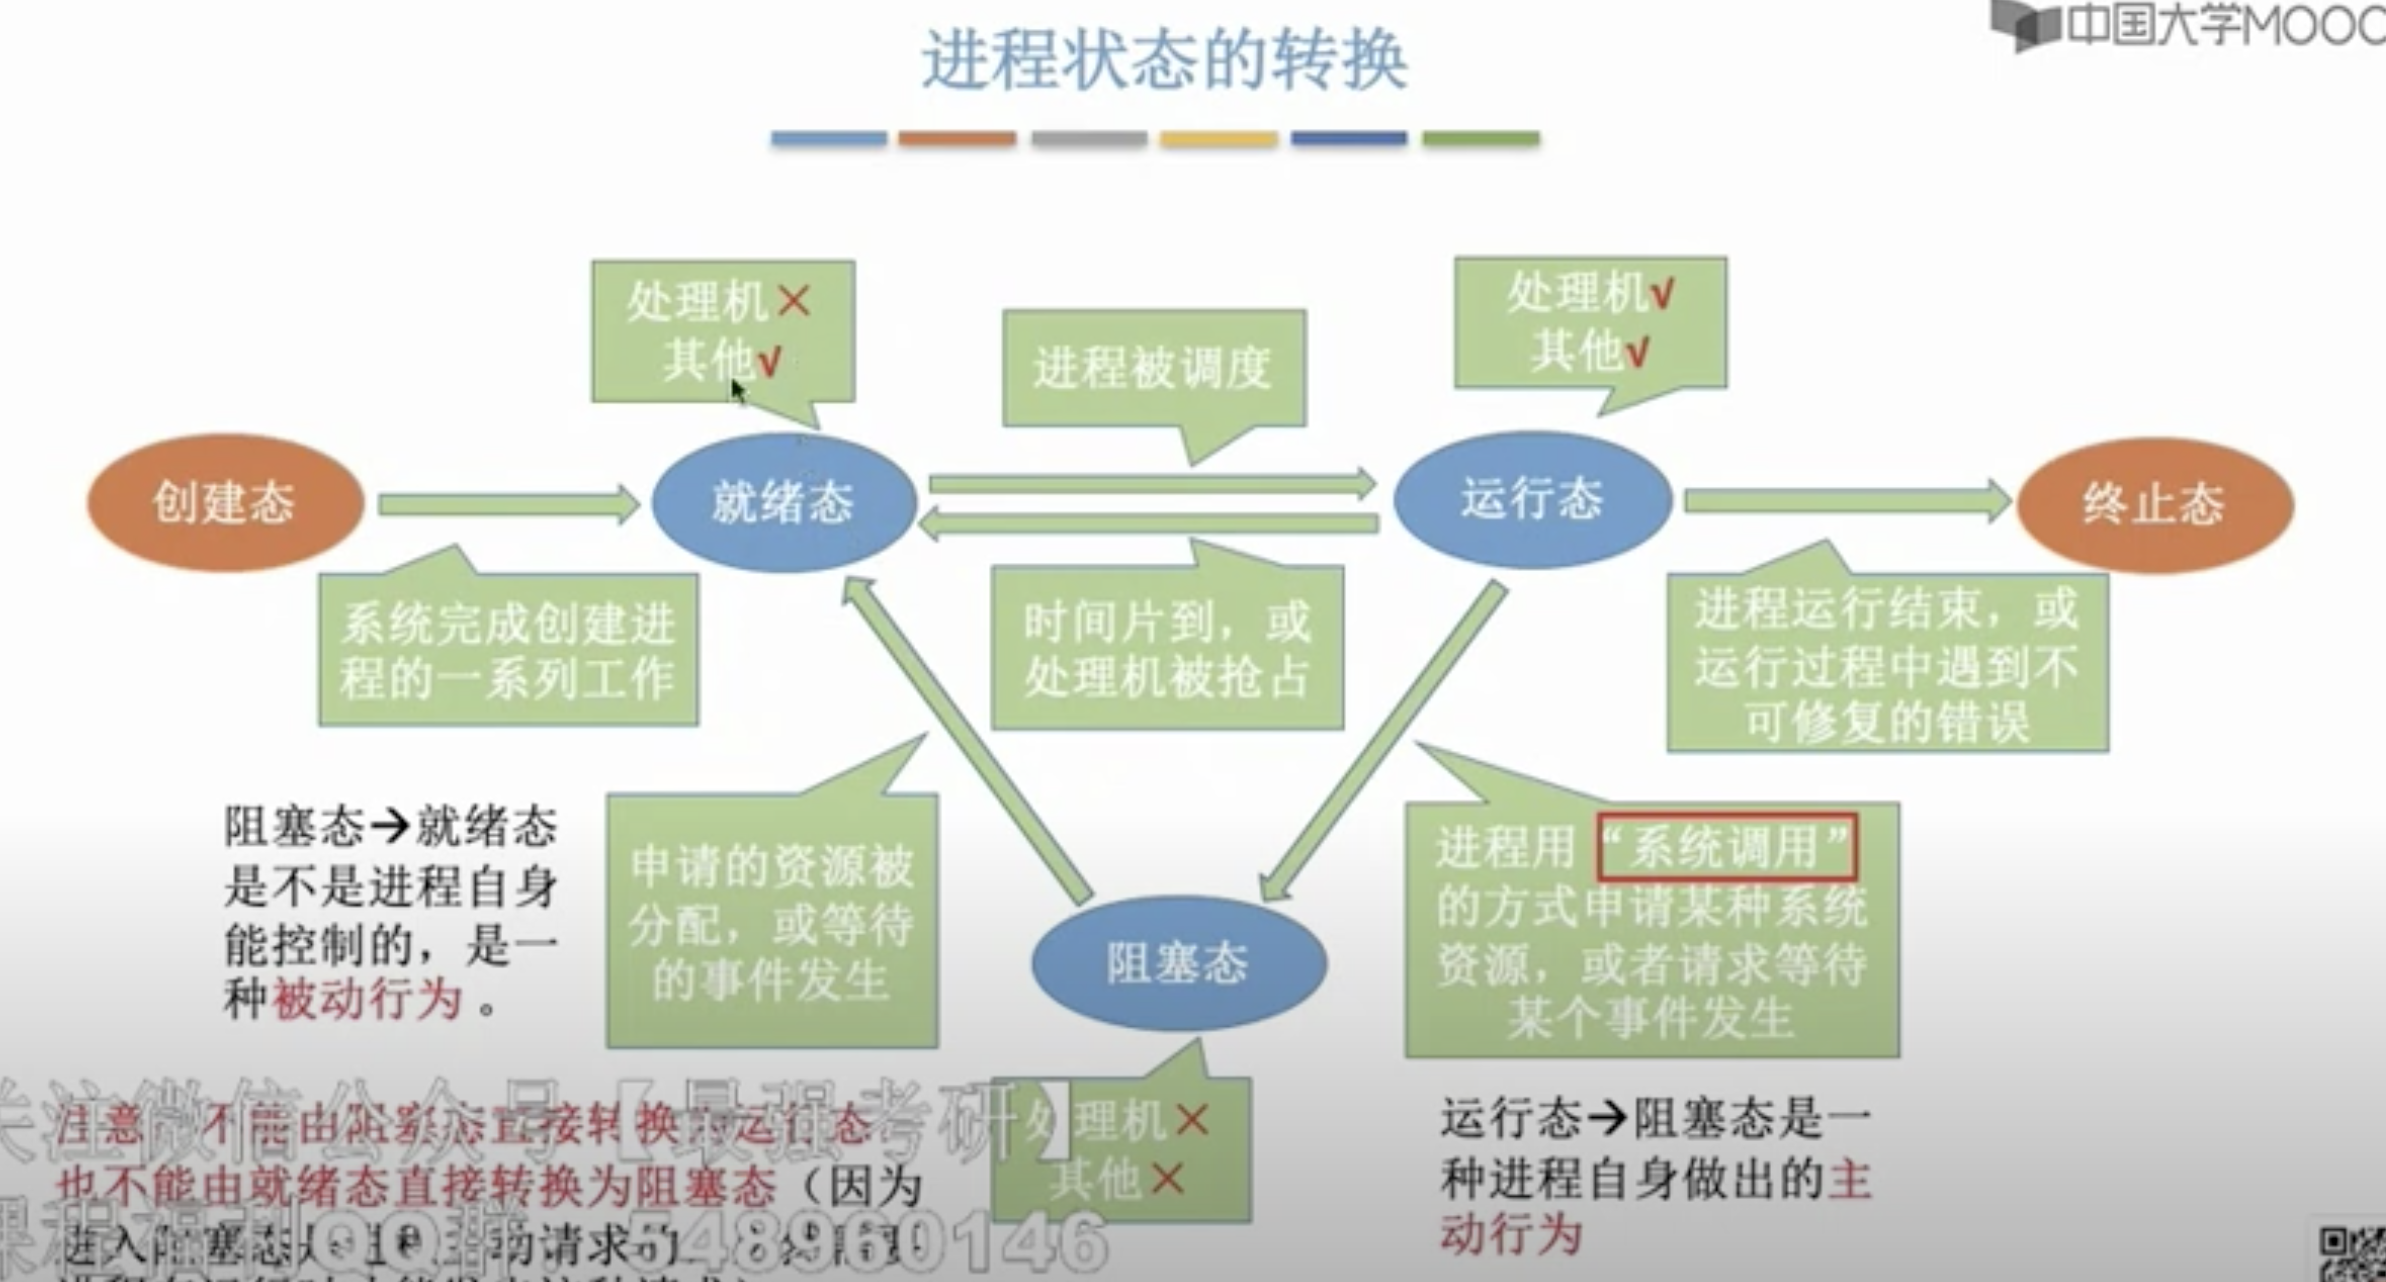 中国大学MOOC
进程状态的转换
处理机×
其他√
进程被调度
处理机√
其他√
创建态
就绪态
运行态
终止态
系统完成创建进
程的一系列工作
时间片到，或
处理机被抢占
进程运行结束，或
运行过程中遇到不
可修复的错误
阻塞态→就绪态
是不是进程自身
能控制的，是一
种被动行为。
申请的资源被
分配，或等待
的事件发生
阻塞态
进程用“系统调用”
的方式申请某种系统
资源，或者请求等待
某个事件发生
处理机×
其他×
运行态→阻塞态是一
种进程自身做出的主
动行为
关注微信公众号【最强考研】
注意：不能由阻塞态直接转换为运行态
也不能由就绪态直接转换为阻塞态（因为
QQ群：548960146
进入阻塞态是进程主动请求的